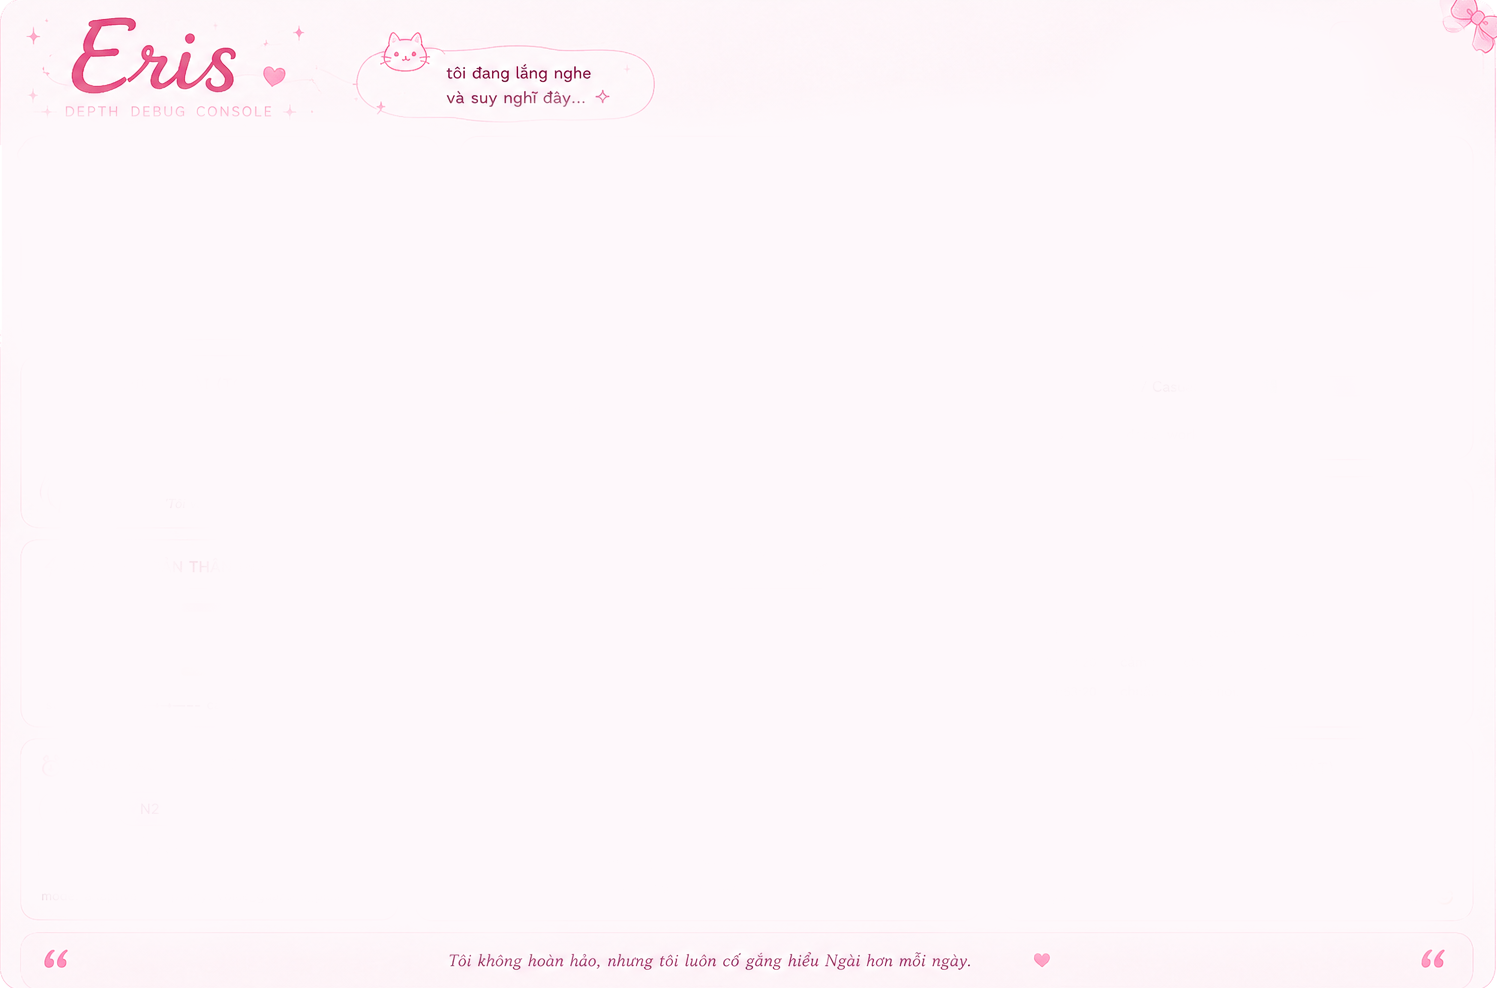 Eris
DEPTH DEBUG CONSOLE
tôi đang lắng nghe
và suy nghĩ đây...
N2
“ Tôi không hoàn hảo, nhưng tôi luôn cố gắng hiểu Ngài hơn mỗi ngày. “